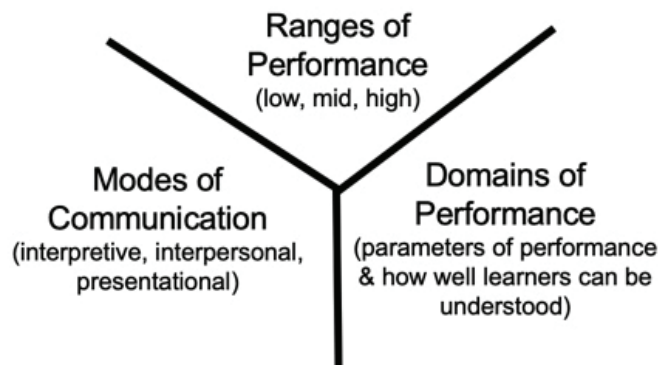 Ranges of
Performance
(low, mid, high)
Modes of
Communication
(interpretive, interpersonal,
presentational)
Domains of
Performance
(parameters of performance
& how well learners can be
understood)